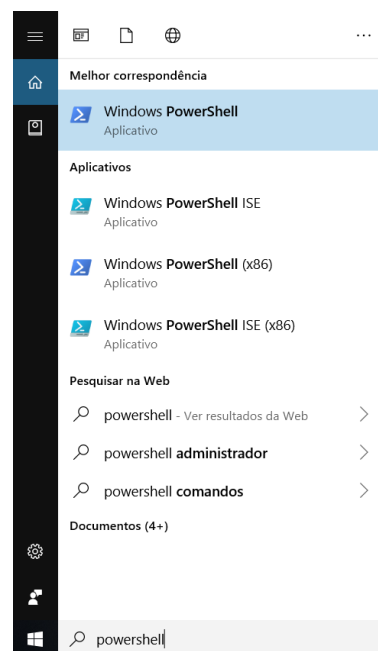 Melhor correspondência
Windows PowerShell
Aplicativo
Aplicativos
Windows PowerShell ISE
Aplicativo
Windows PowerShell (x86)
Aplicativo
Windows PowerShell ISE (x86)
Aplicativo
Pesquisar na Web
powershell - Ver resultados da Web
powershell administrador
powershell comandos
Documentos (4+)
powershell